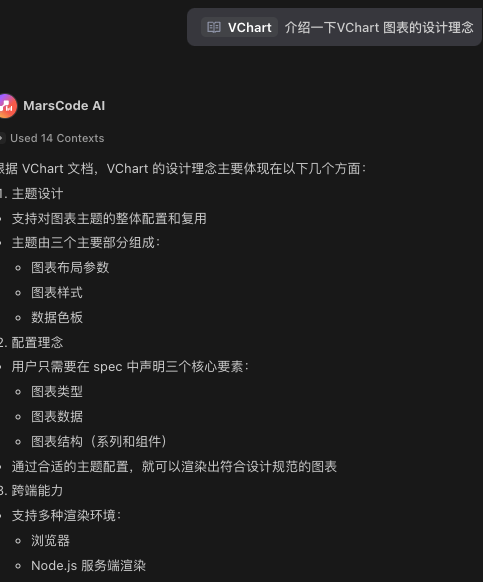 VChart 介绍一下VChart 图表的设计理念
MarsCode AI
Used 14 Contexts
根据 VChart 文档，VChart 的设计理念主要体现在以下几个方面：
1. 主题设计
支持对图表主题的整体配置和复用
主题由三个主要部分组成：
图表布局参数
图表样式
数据色板
2. 配置理念
用户只需要在 spec 中声明三个核心要素：
图表类型
图表数据
图表结构（系列和组件）
通过合适的主题配置，就可以渲染出符合设计规范的图表
3. 跨端能力
支持多种渲染环境：
浏览器
Node.js 服务端渲染